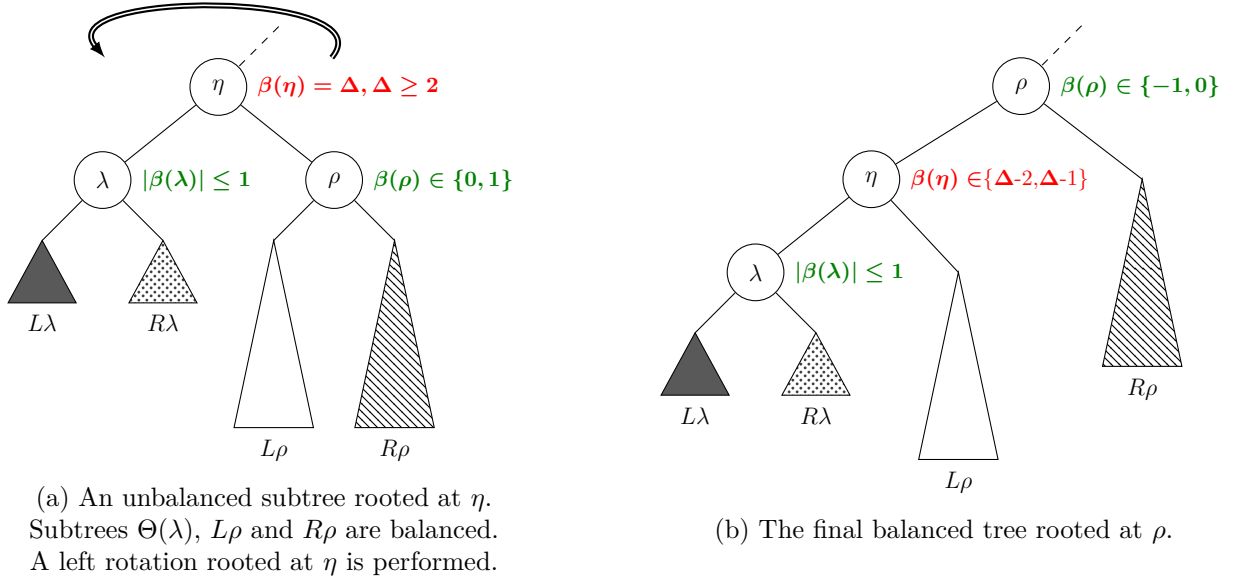 η
β(η) = Δ, Δ ≥ 2
λ
|β(λ)| ≤ 1
ρ
β(ρ) ∈ {0, 1}
Lλ
Rλ
Lρ
Rρ
(a) An unbalanced subtree rooted at η.
Subtrees Θ(λ), Lρ and Rρ are balanced.
A left rotation rooted at η is performed.
ρ
β(ρ) ∈ {−1, 0}
η
β(η) ∈{Δ-2,Δ-1}
λ
|β(λ)| ≤ 1
Lλ
Rλ
Lρ
Rρ
(b) The final balanced tree rooted at ρ.